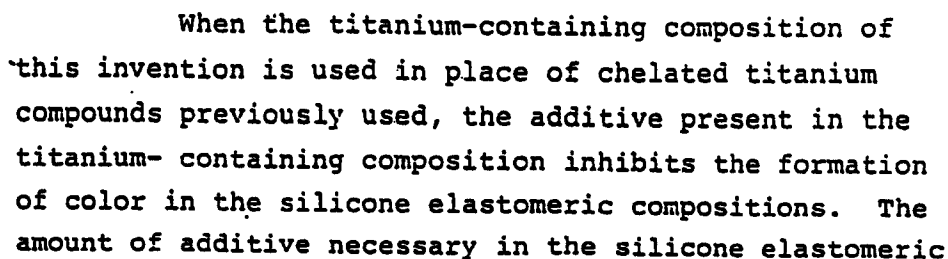 When the titanium-containing composition of
this invention is used in place of chelated titanium
compounds previously used, the additive present in the
titanium- containing composition inhibits the formation
of color in the silicone elastomeric compositions. The
amount of additive necessary in the silicone elastomeric